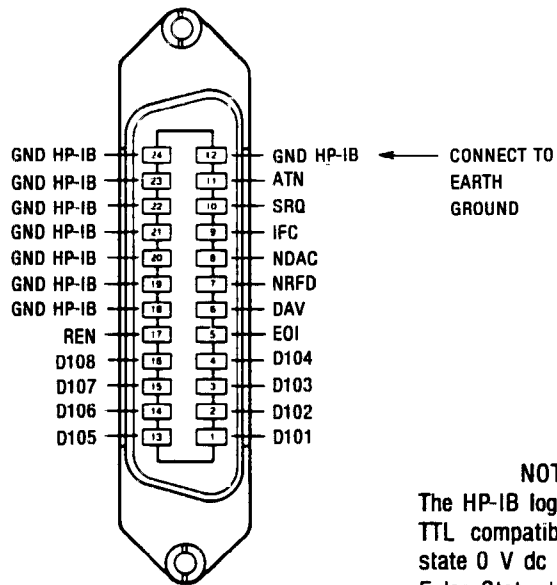 GND HP-IB 24 12 GND HP-IB CONNECT TO
GND HP-IB 23 11 ATN EARTH
GND HP-IB 22 10 SRQ GROUND
GND HP-IB 21 9 IFC
GND HP-IB 20 8 NDAC
GND HP-IB 19 7 NRFD
GND HP-IB 18 6 DAV
REN 17 5 EOI
D108 16 4 D104
D107 15 3 D103
D106 14 2 D102
D105 13 1 D101
NOT
The HP-IB log
TTL compatib
state 0 V dc